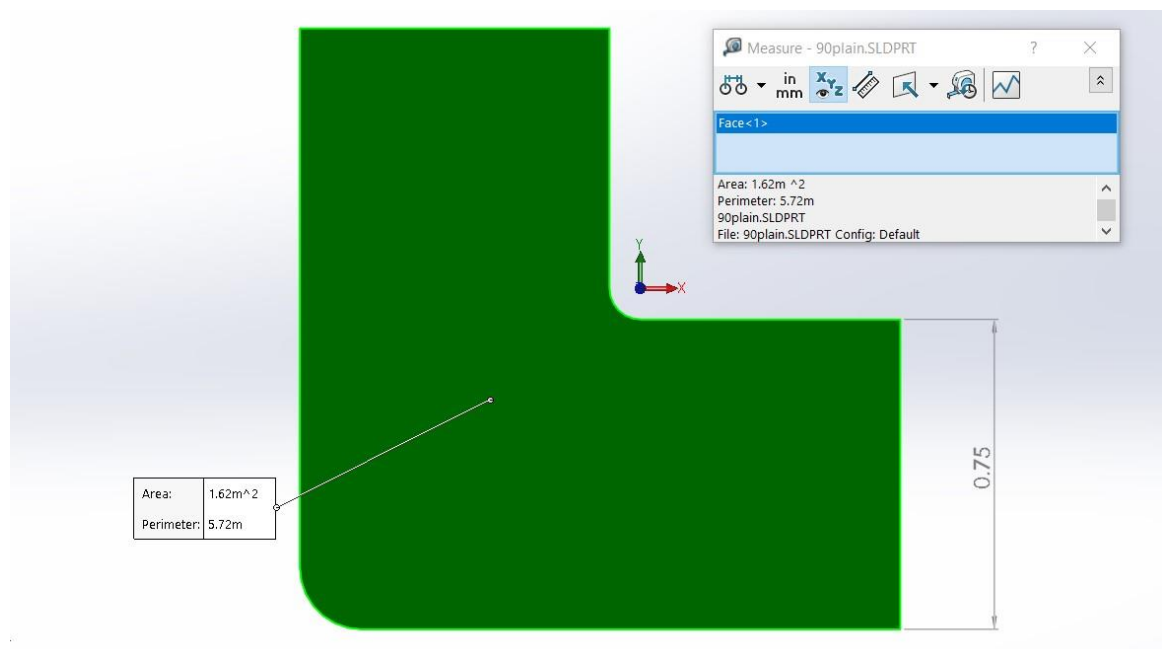 Measure - 90plain.SLDPRT ? ×
in
mm
XYZ
Face<1>
Area: 1.62m ^2
Perimeter: 5.72m
90plain.SLDPRT
File: 90plain.SLDPRT Config: Default
Y
X
0.75
Area: 1.62m^2
Perimeter: 5.72m